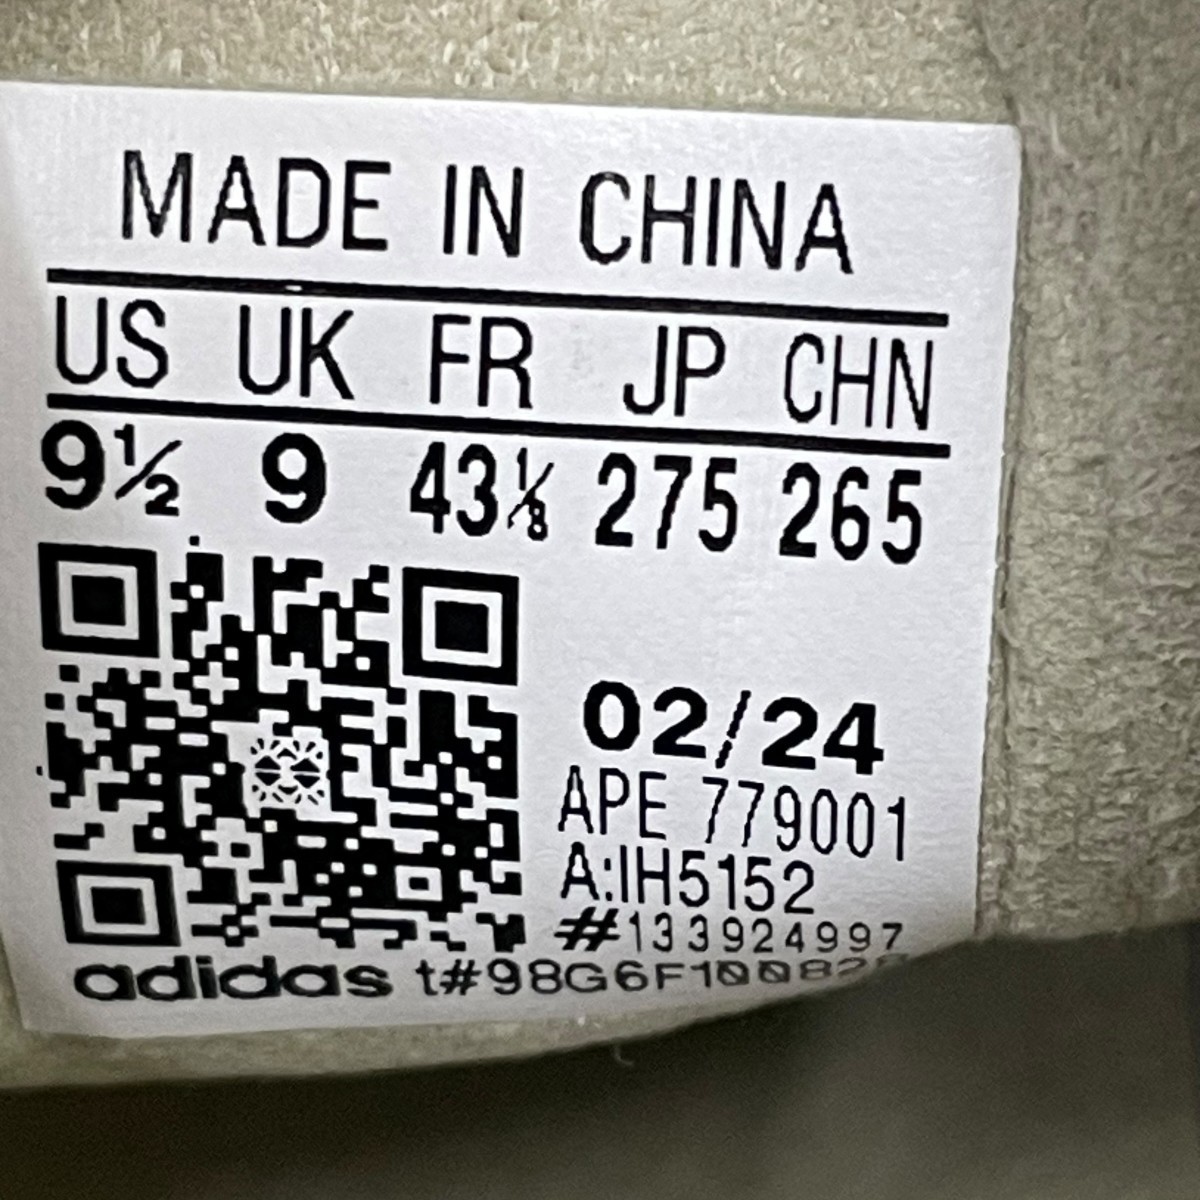 MADE IN CHINA
US UK FR JP CHN
9½ 9 43⅛ 275 265
02/24
APE 779001
A:IH5152
#133924997
adidas